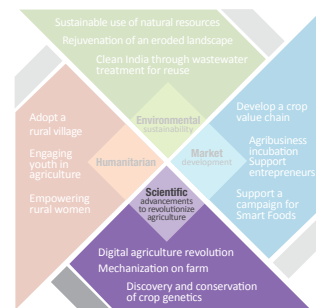 Sustainable use of natural resources
Rejuvenation of an eroded landscape
Clean India through wastewater
treatment for reuse
Environmental
sustainability
Adopt a
rural village
Engaging
youth in
agriculture
Empowering
rural women
Humanitarian
Market
development
Develop a crop
value chain
Agribusiness
incubation
Support
entrepreneurs
Support a
campaign for
Smart Foods
Scientific
advancements
to revolutionize
agriculture
Digital agriculture revolution
Mechanization on farm
Discovery and conservation
of crop genetics